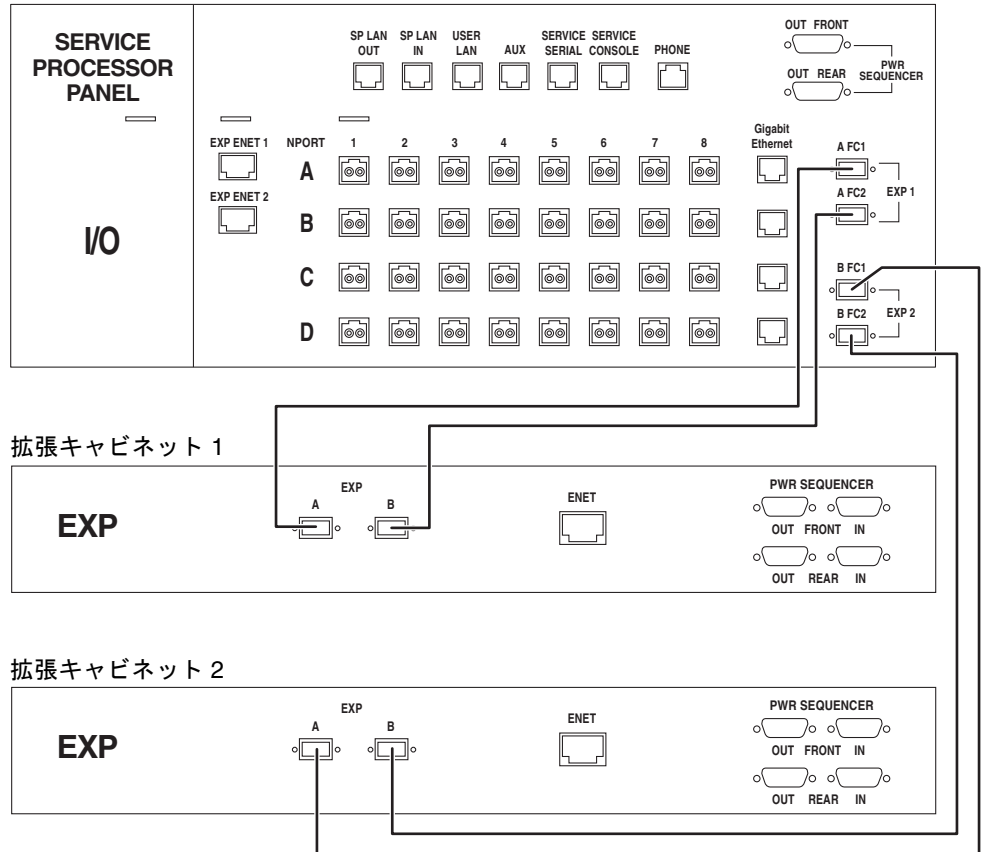 SERVICE
PROCESSOR
PANEL
I/O
SP LAN
OUT
SP LAN
IN
USER
LAN
AUX
SERVICE
SERIAL
SERVICE
CONSOLE
PHONE
OUT FRONT
OUT REAR
PWR
SEQUENCER
EXP ENET 1
EXP ENET 2
NPORT 1 2 3 4 5 6 7 8
Gigabit
Ethernet
A
B
C
D
A FC1
A FC2
EXP 1
B FC1
B FC2
EXP 2
拡張キャビネット 1
EXP
EXP
A B
ENET
PWR SEQUENCER
OUT FRONT IN
OUT REAR IN
拡張キャビネット 2
EXP
EXP
A B
ENET
PWR SEQUENCER
OUT FRONT IN
OUT REAR IN